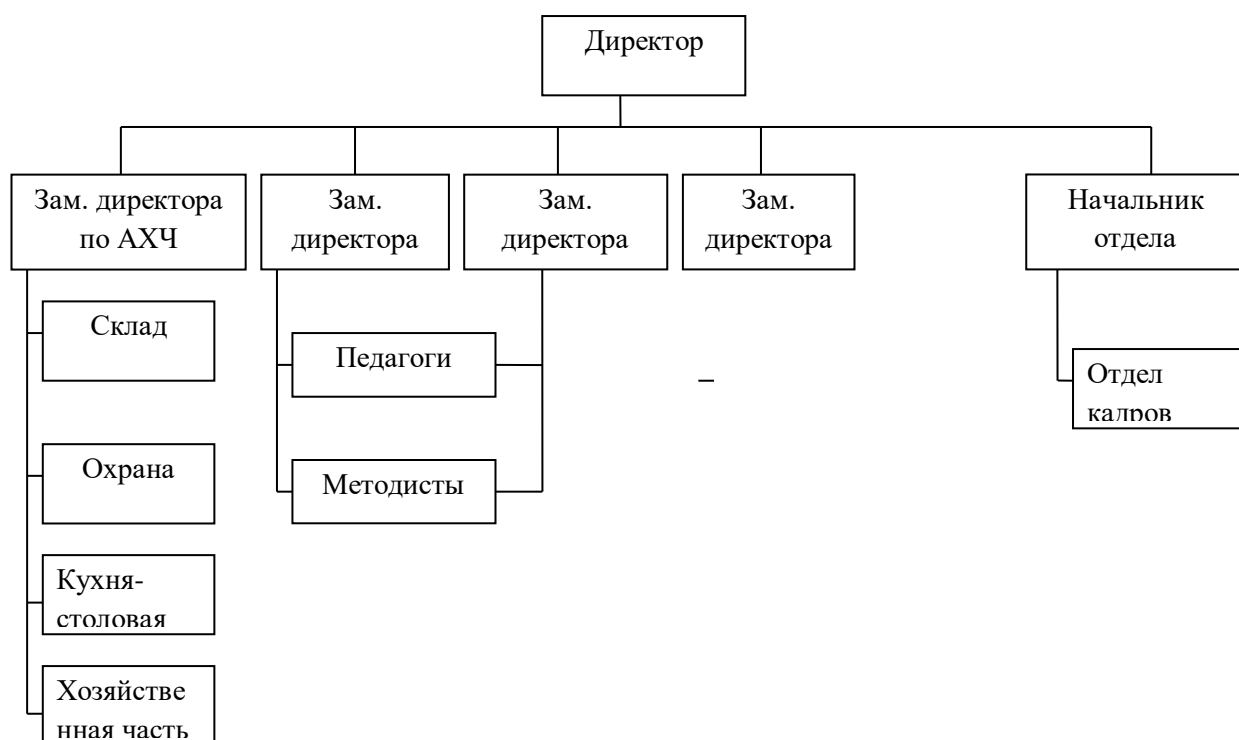 Директор
Зам. директора
по АХЧ
Зам.
директора
Зам.
директора
Зам.
директора
Начальник
отдела
Склад
Охрана
Кухня-
столовая
Хозяйстве
нная часть
Педагоги
Методисты
–
Отдел
кадров